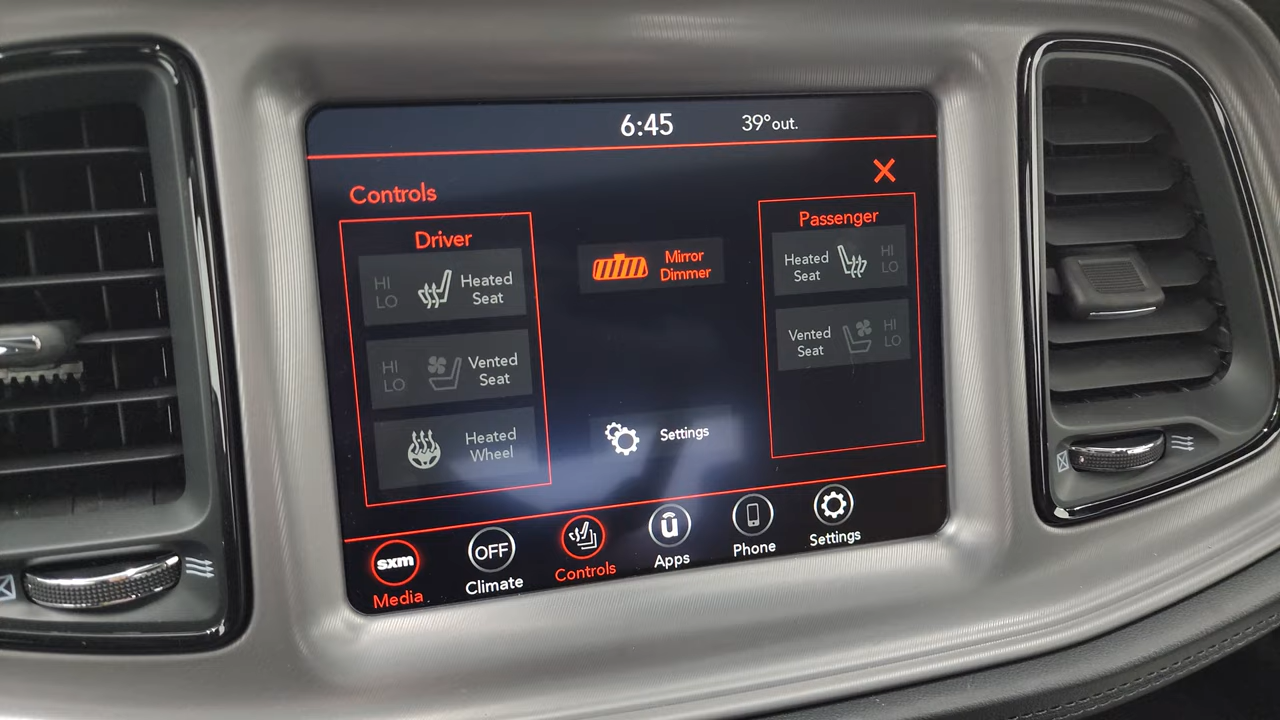 6:45
39°out.
Controls
Driver
HI
LO
Heated
Seat
HI
LO
Vented
Seat
Heated
Wheel
Mirror
Dimmer
Settings
Passenger
Heated
Seat
HI
LO
Vented
Seat
HI
LO
sxm
Media
OFF
Climate
Controls
u
Apps
Phone
Settings